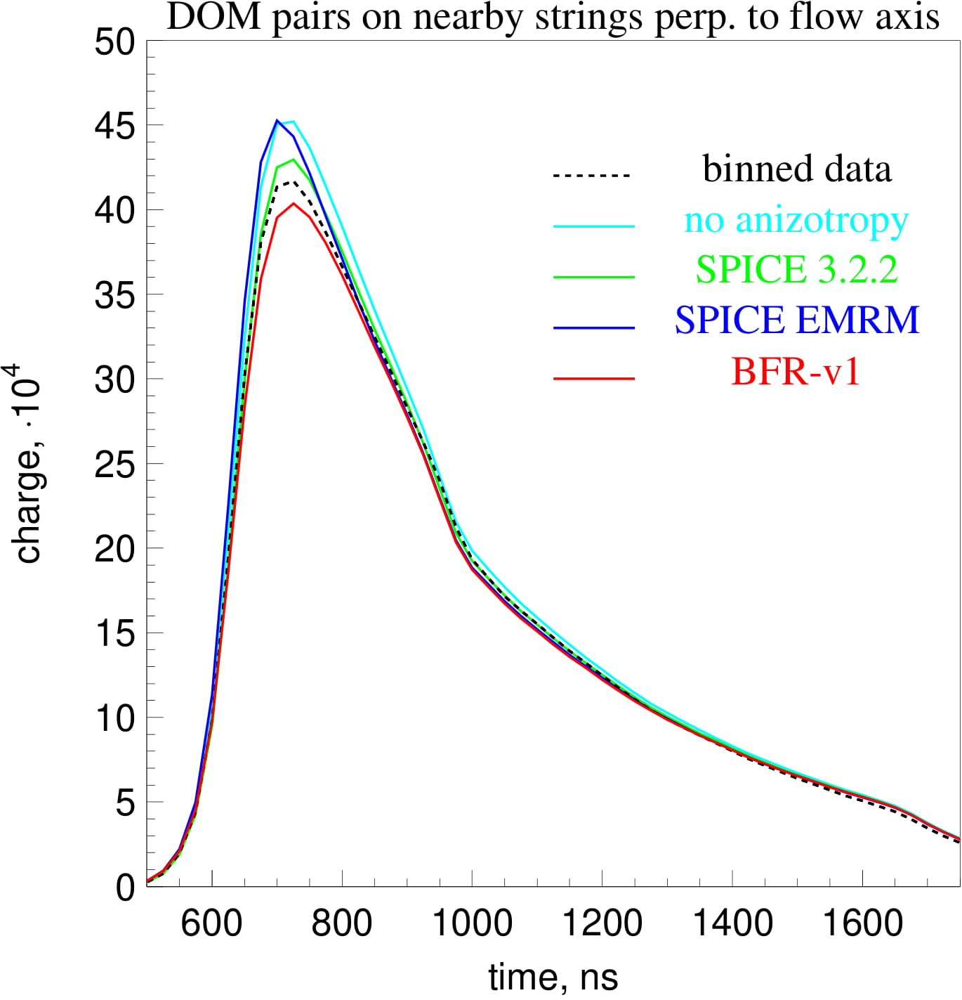 DOM pairs on nearby strings perp. to flow axis
50
45
40
35
30
25
20
15
10
5
0
charge, ·10⁴
binned data
no anizotropy
SPICE 3.2.2
SPICE EMRM
BFR-v1
600 800 1000 1200 1400 1600
time, ns